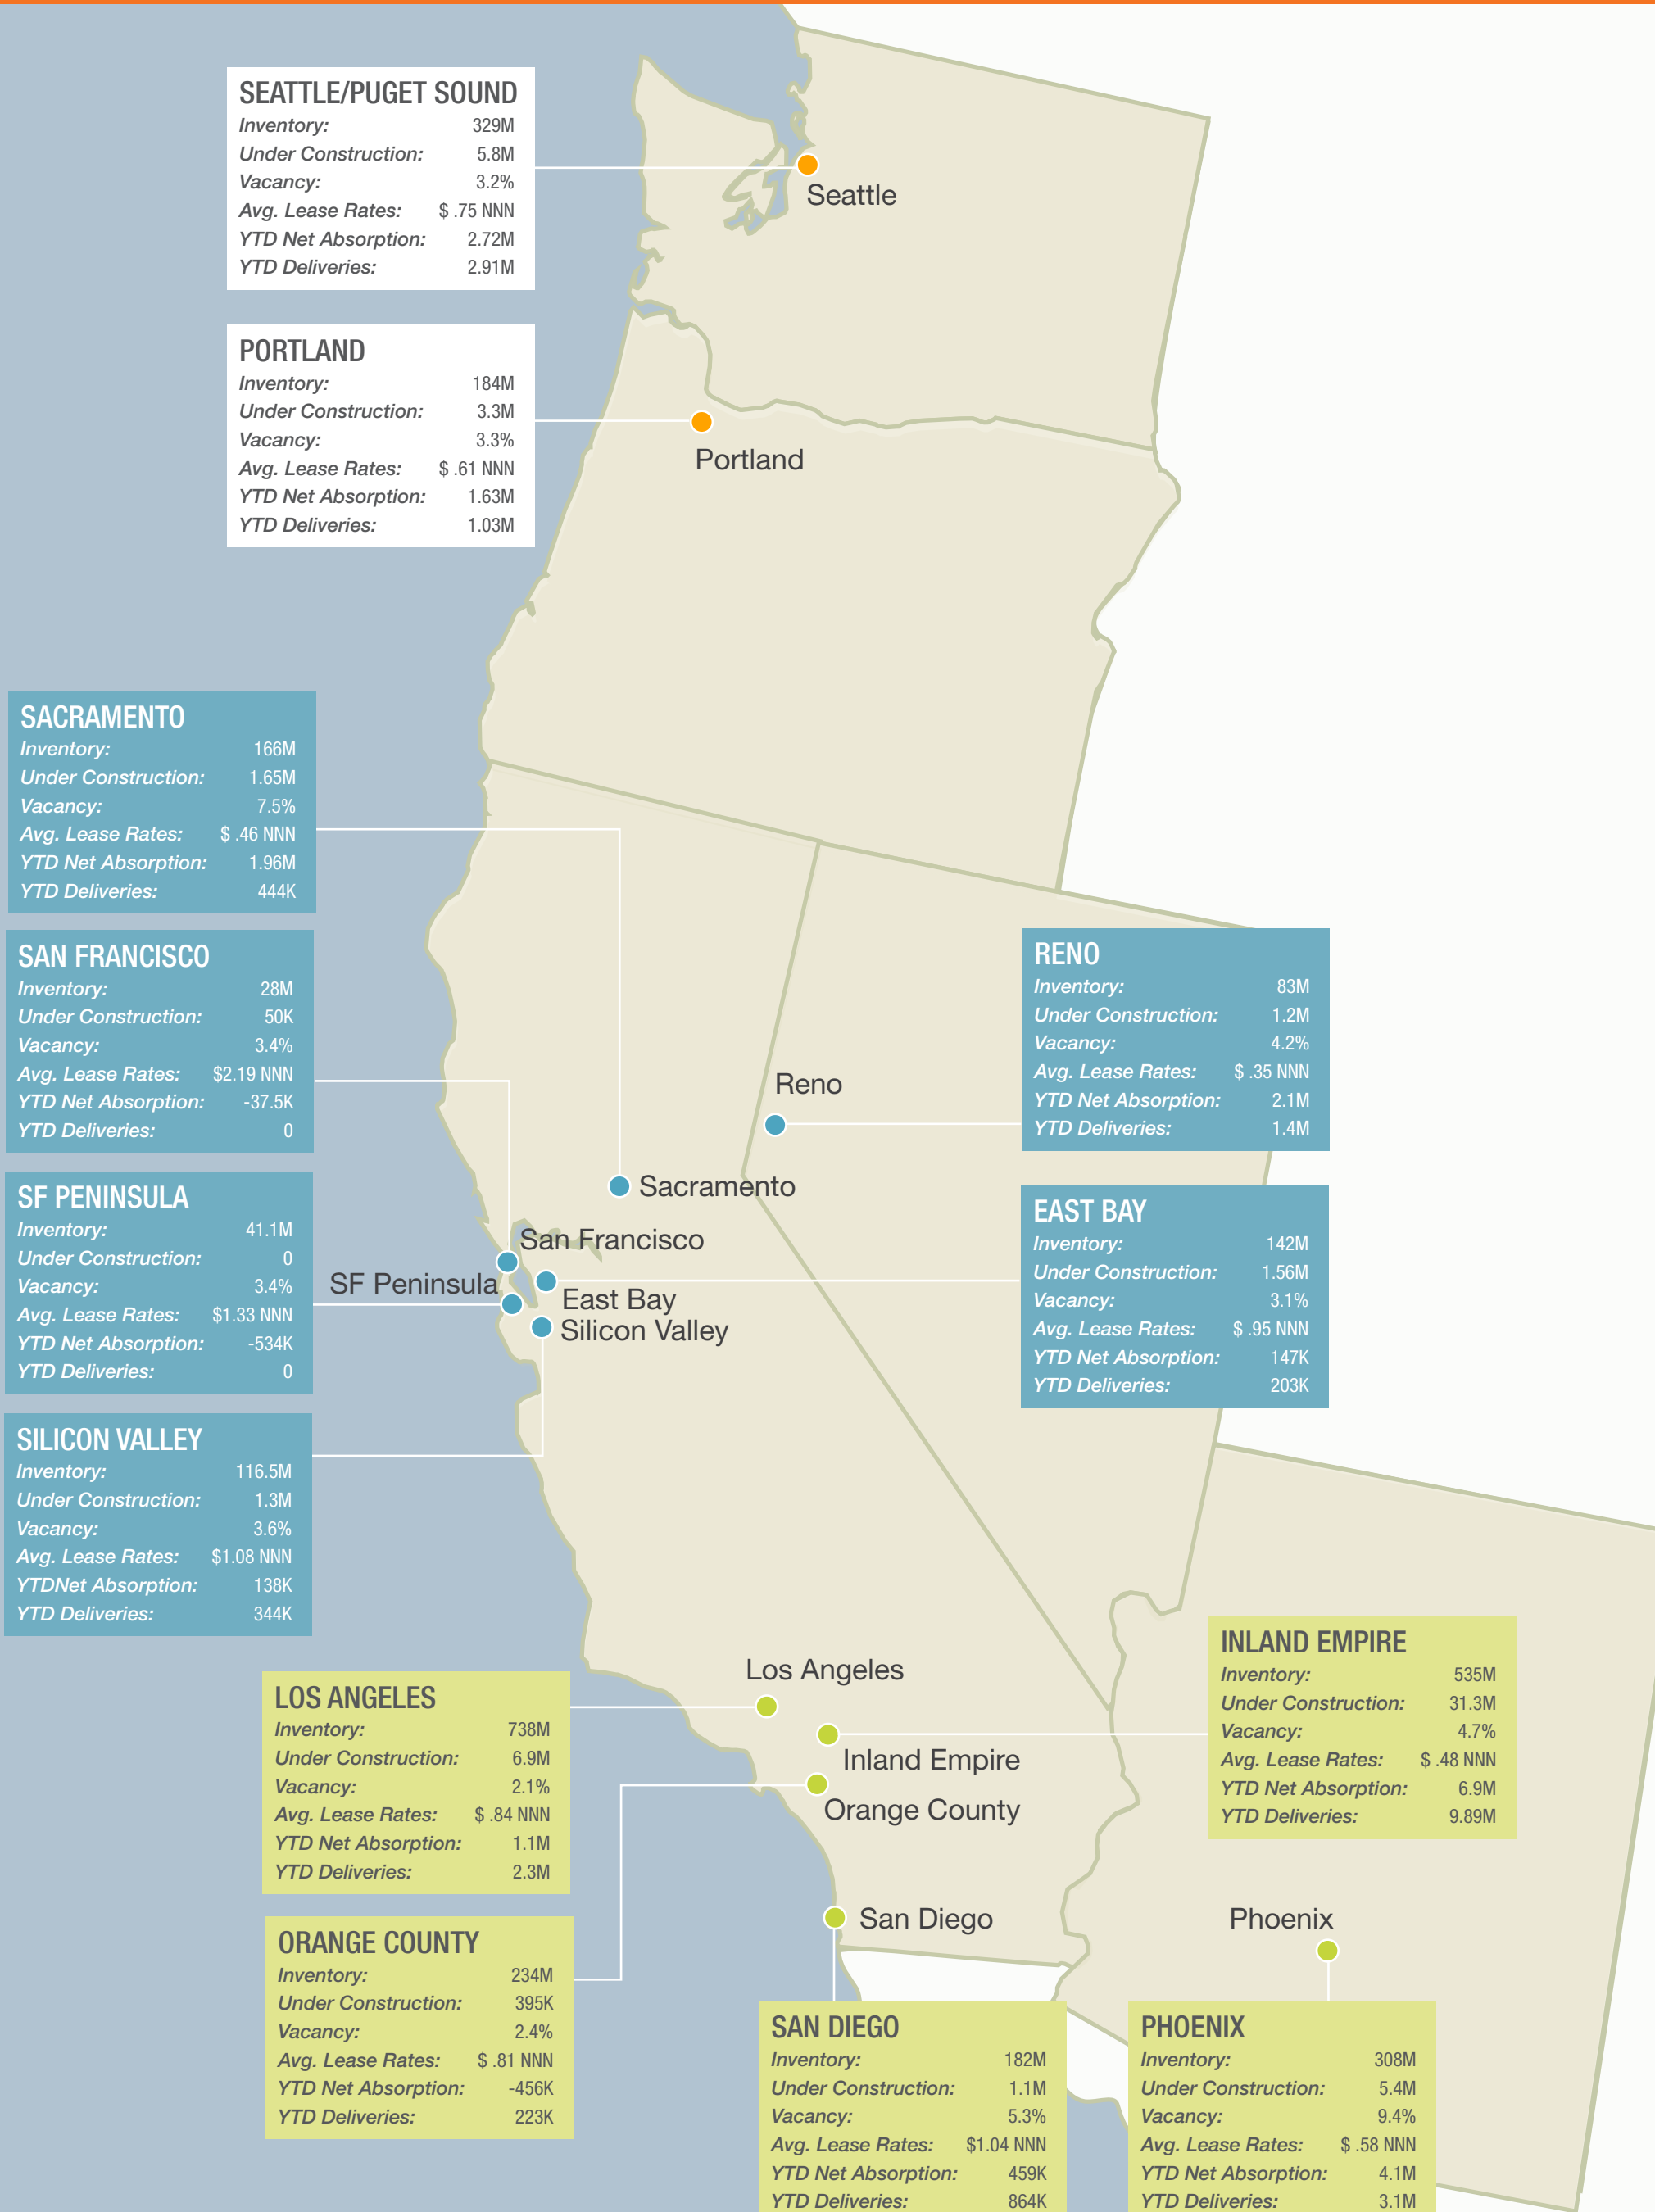 SEATTLE/PUGET SOUND
Inventory: 329M
Under Construction: 5.8M
Vacancy: 3.2%
Avg. Lease Rates: $ .75 NNN
YTD Net Absorption: 2.72M
YTD Deliveries: 2.91M
Seattle
PORTLAND
Inventory: 184M
Under Construction: 3.3M
Vacancy: 3.3%
Avg. Lease Rates: $ .61 NNN
YTD Net Absorption: 1.63M
YTD Deliveries: 1.03M
Portland
SACRAMENTO
Inventory: 166M
Under Construction: 1.65M
Vacancy: 7.5%
Avg. Lease Rates: $ .46 NNN
YTD Net Absorption: 1.96M
YTD Deliveries: 444K
SAN FRANCISCO
Inventory: 28M
Under Construction: 50K
Vacancy: 3.4%
Avg. Lease Rates: $2.19 NNN
YTD Net Absorption: -37.5K
YTD Deliveries: 0
RENO
Inventory: 83M
Under Construction: 1.2M
Vacancy: 4.2%
Avg. Lease Rates: $ .35 NNN
YTD Net Absorption: 2.1M
YTD Deliveries: 1.4M
Reno
Sacramento
San Francisco
SF Peninsula
East Bay
Silicon Valley
SF PENINSULA
Inventory: 41.1M
Under Construction: 0
Vacancy: 3.4%
Avg. Lease Rates: $1.33 NNN
YTD Net Absorption: -534K
YTD Deliveries: 0
EAST BAY
Inventory: 142M
Under Construction: 1.56M
Vacancy: 3.1%
Avg. Lease Rates: $ .95 NNN
YTD Net Absorption: 147K
YTD Deliveries: 203K
SILICON VALLEY
Inventory: 116.5M
Under Construction: 1.3M
Vacancy: 3.6%
Avg. Lease Rates: $1.08 NNN
YTDNet Absorption: 138K
YTD Deliveries: 344K
Los Angeles
Inland Empire
Orange County
San Diego
Phoenix
INLAND EMPIRE
Inventory: 535M
Under Construction: 31.3M
Vacancy: 4.7%
Avg. Lease Rates: $ .48 NNN
YTD Net Absorption: 6.9M
YTD Deliveries: 9.89M
LOS ANGELES
Inventory: 738M
Under Construction: 6.9M
Vacancy: 2.1%
Avg. Lease Rates: $ .84 NNN
YTD Net Absorption: 1.1M
YTD Deliveries: 2.3M
ORANGE COUNTY
Inventory: 234M
Under Construction: 395K
Vacancy: 2.4%
Avg. Lease Rates: $ .81 NNN
YTD Net Absorption: -456K
YTD Deliveries: 223K
SAN DIEGO
Inventory: 182M
Under Construction: 1.1M
Vacancy: 5.3%
Avg. Lease Rates: $1.04 NNN
YTD Net Absorption: 459K
YTD Deliveries: 864K
PHOENIX
Inventory: 308M
Under Construction: 5.4M
Vacancy: 9.4%
Avg. Lease Rates: $ .58 NNN
YTD Net Absorption: 4.1M
YTD Deliveries: 3.1M